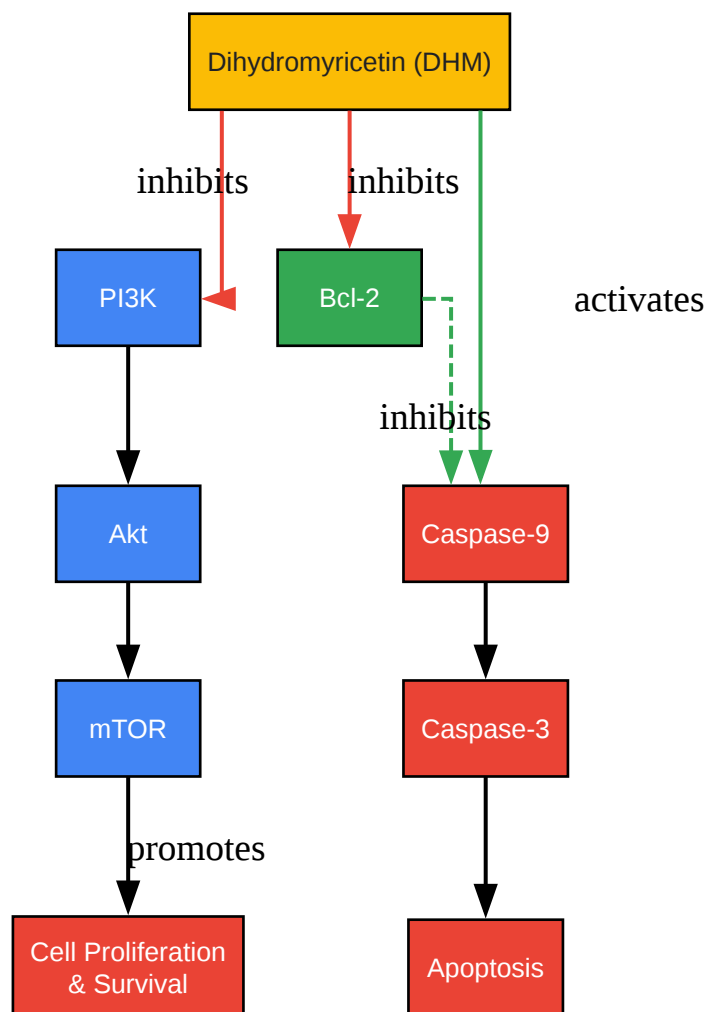 Dihydromyricetin (DHM)
inhibits
inhibits
PI3K
Bcl-2
activates
inhibits
Akt
Caspase-9
mTOR
Caspase-3
promotes
Cell Proliferation
& Survival
Apoptosis